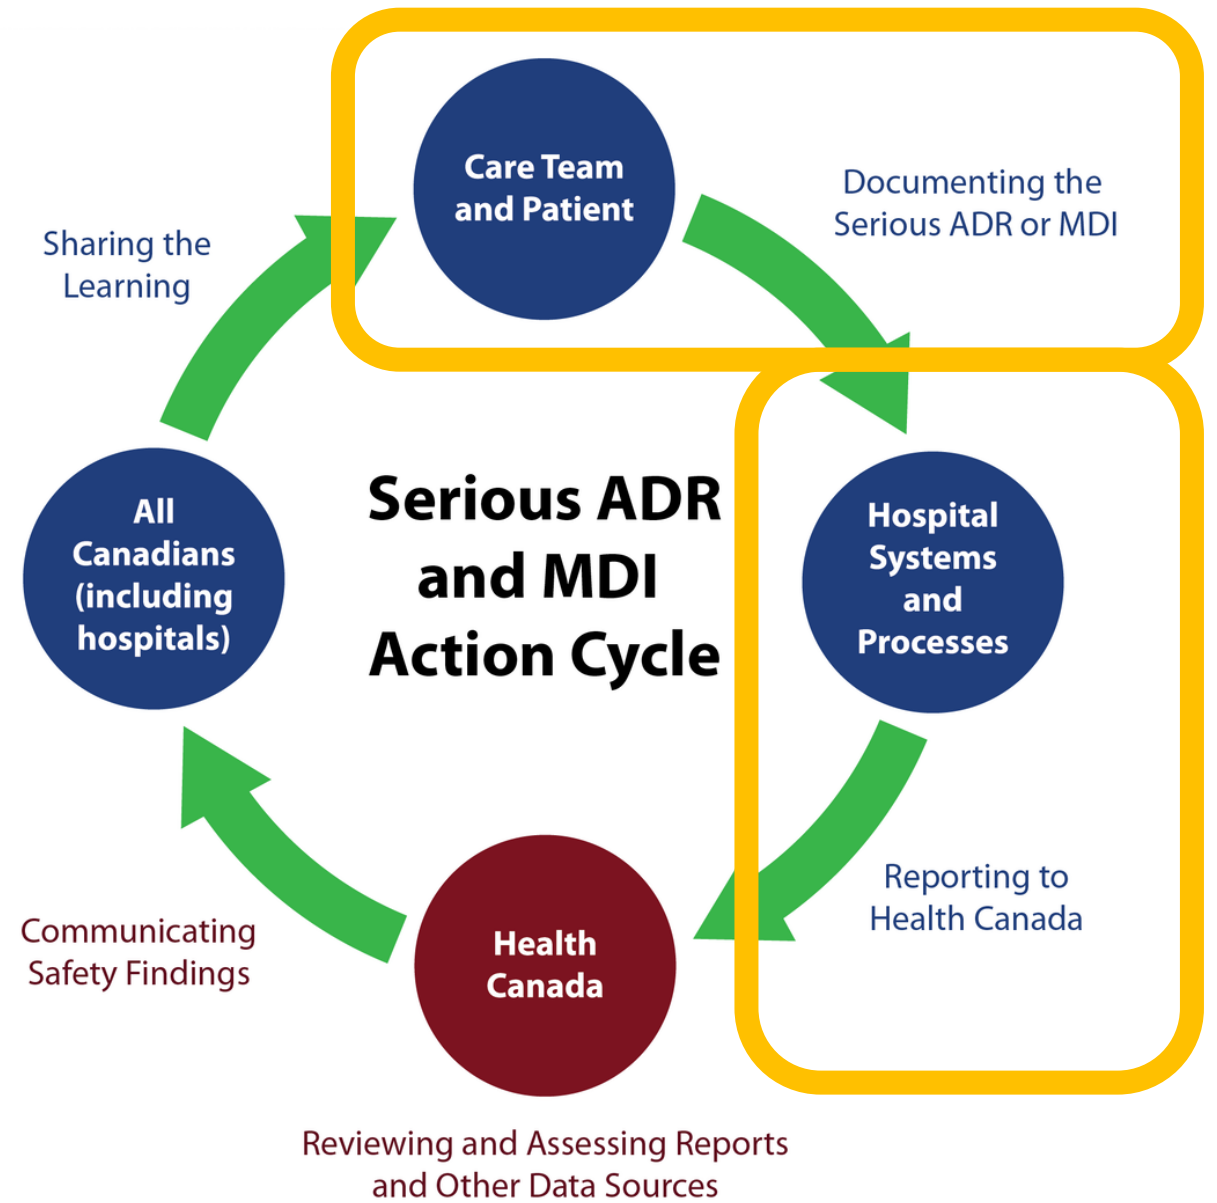 Care Team
and Patient
Documenting the
Serious ADR or MDI
Sharing the
Learning
All
Canadians
(including
hospitals)
Serious ADR
and MDI
Action Cycle
Hospital
Systems
and
Processes
Reporting to
Health Canada
Communicating
Safety Findings
Health
Canada
Reviewing and Assessing Reports
and Other Data Sources